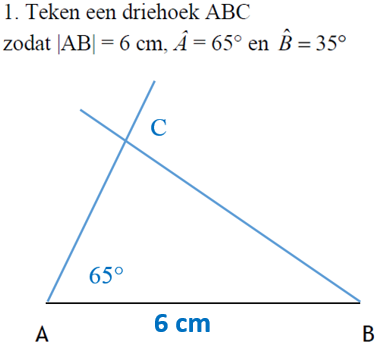 1. Teken een driehoek ABC
zodat |AB| = 6 cm, Â = 65° en B̂ = 35°
C
65°
6 cm
A
B